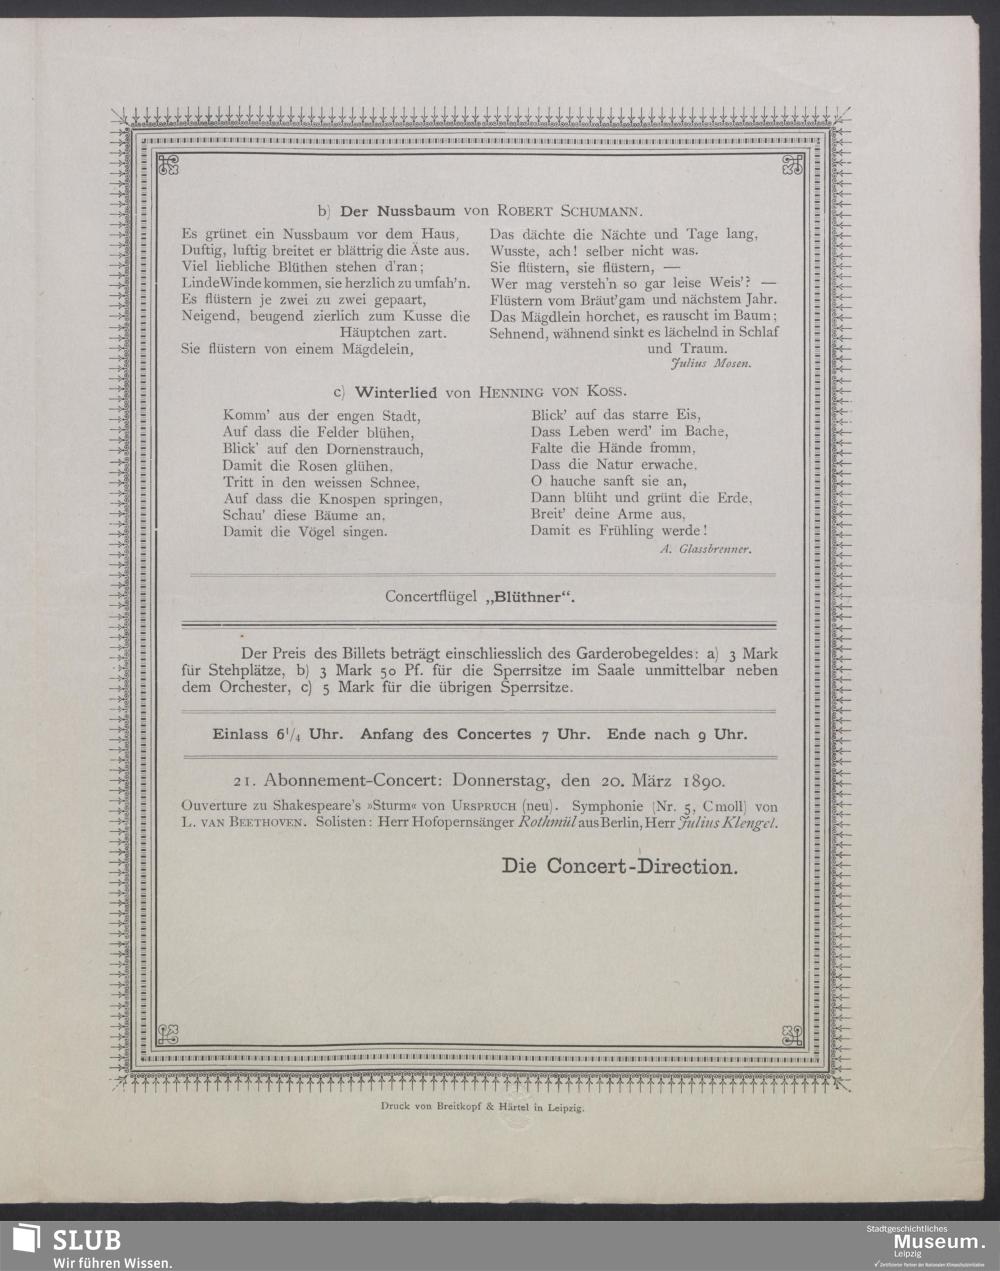 b) Der Nussbaum von ROBERT SCHUMANN.
Es grünet ein Nussbaum vor dem Haus,
Duftig, luftig breitet er blättrig die Äste aus.
Viel liebliche Blüthen stehen d'ran;
Linde Winde kommen, sie herzlich zu umfah'n.
Es flüstern je zwei zu zwei gepaart,
Neigend, beugend zierlich zum Kusse die
Häuptchen zart.
Sie flüstern von einem Mägdelein,
Das dächte die Nächte und Tage lang,
Wusste, ach! selber nicht was.
Sie flüstern, sie flüstern, —
Wer mag versteh'n so gar leise Weis'? —
Flüstern vom Bräut'gam und nächstem Jahr.
Das Mägdlein horchet, es rauscht im Baum;
Sehnend, wähnend sinkt es lächelnd in Schlaf
und Traum.
Julius Mosen.
c) Winterlied von HENNING VON KOSS.
Komm' aus der engen Stadt,
Auf dass die Felder blühen,
Blick' auf den Dornenstrauch,
Damit die Rosen glühen,
Tritt in den weissen Schnee,
Auf dass die Knospen springen,
Schau' diese Bäume an,
Damit die Vögel singen.
Blick' auf das starre Eis,
Dass Leben werd' im Bache,
Falte die Hände fromm,
Dass die Natur erwache,
O hauche sanft sie an,
Dann blüht und grünt die Erde,
Breit' deine Arme aus,
Damit es Frühling werde!
A. Glassbrenner.
Concertflügel „Blüthner“.
Der Preis des Billets beträgt einschliesslich des Garderobegeldes: a) 3 Mark
für Stehplätze, b) 3 Mark 50 Pf. für die Sperrsitze im Saale unmittelbar neben
dem Orchester, c) 5 Mark für die übrigen Sperrsitze.
Einlass 6¼ Uhr. Anfang des Concertes 7 Uhr. Ende nach 9 Uhr.
21. Abonnement-Concert: Donnerstag, den 20. März 1890.
Ouverture zu Shakespeare's »Sturm« von URSPRUCH (neu). Symphonie (Nr. 5, Cmoll) von
L. VAN BEETHOVEN. Solisten: Herr Hofopernsänger Rothmül aus Berlin, Herr Julius Klengel.
Die Concert-Direction.
Druck von Breitkopf & Härtel in Leipzig.
SLUB
Wir führen Wissen.
Stadtgeschichtliches
Museum.
Leipzig
Zertifizierter Partner der Nationalen Klimaschutzinitiative